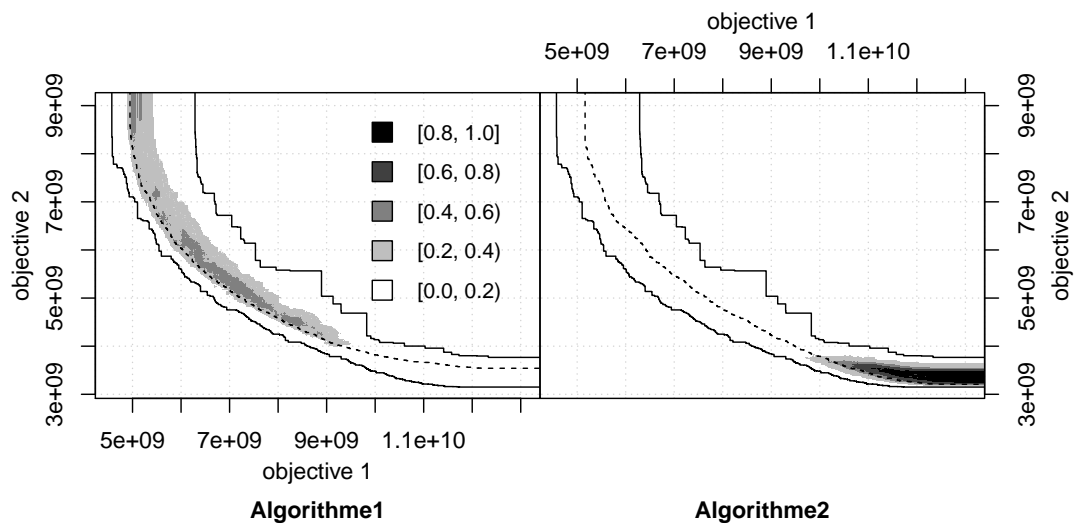 objective 1
5e+09 7e+09 9e+09 1.1e+10
objective 2
3e+09 5e+09 7e+09 9e+09
[0.8, 1.0]
[0.6, 0.8)
[0.4, 0.6)
[0.2, 0.4)
[0.0, 0.2)
3e+09 5e+09 7e+09 9e+09
objective 2
5e+09 7e+09 9e+09 1.1e+10
objective 1
Algorithme1
Algorithme2